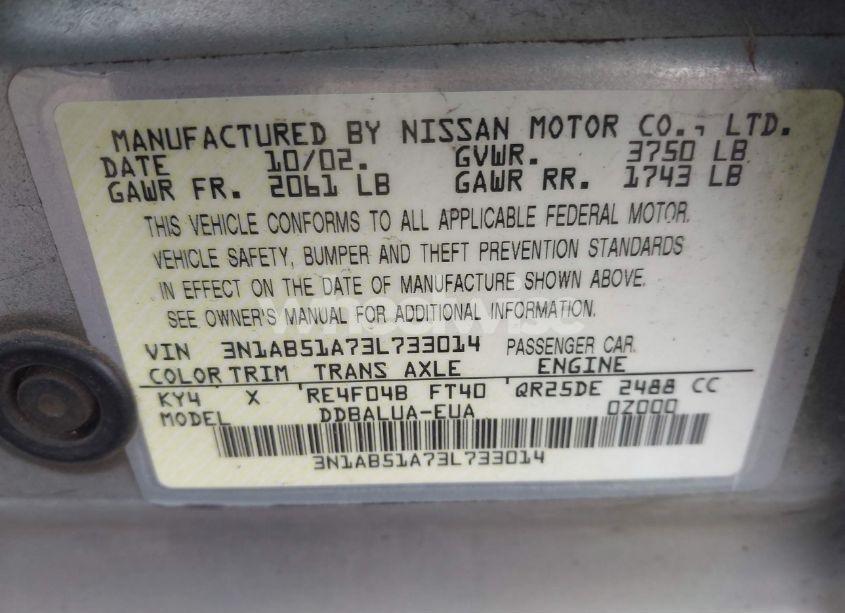 MANUFACTURED BY NISSAN MOTOR CO., LTD.
DATE 10/02. GVWR. 3750 LB
GAWR FR. 2061 LB GAWR RR. 1743 LB
THIS VEHICLE CONFORMS TO ALL APPLICABLE FEDERAL MOTOR
VEHICLE SAFETY, BUMPER AND THEFT PREVENTION STANDARDS
IN EFFECT ON THE DATE OF MANUFACTURE SHOWN ABOVE.
SEE OWNER'S MANUAL FOR ADDITIONAL INFORMATION.
wheelwise
VIN 3N1AB51A73L733014 PASSENGER CAR.
COLOR TRIM TRANS AXLE ENGINE
KY4 X RE4F04B FT40 QR25DE 2488 CC
MODEL DDBALUA-EUA 0Z000
3N1AB51A73L733014